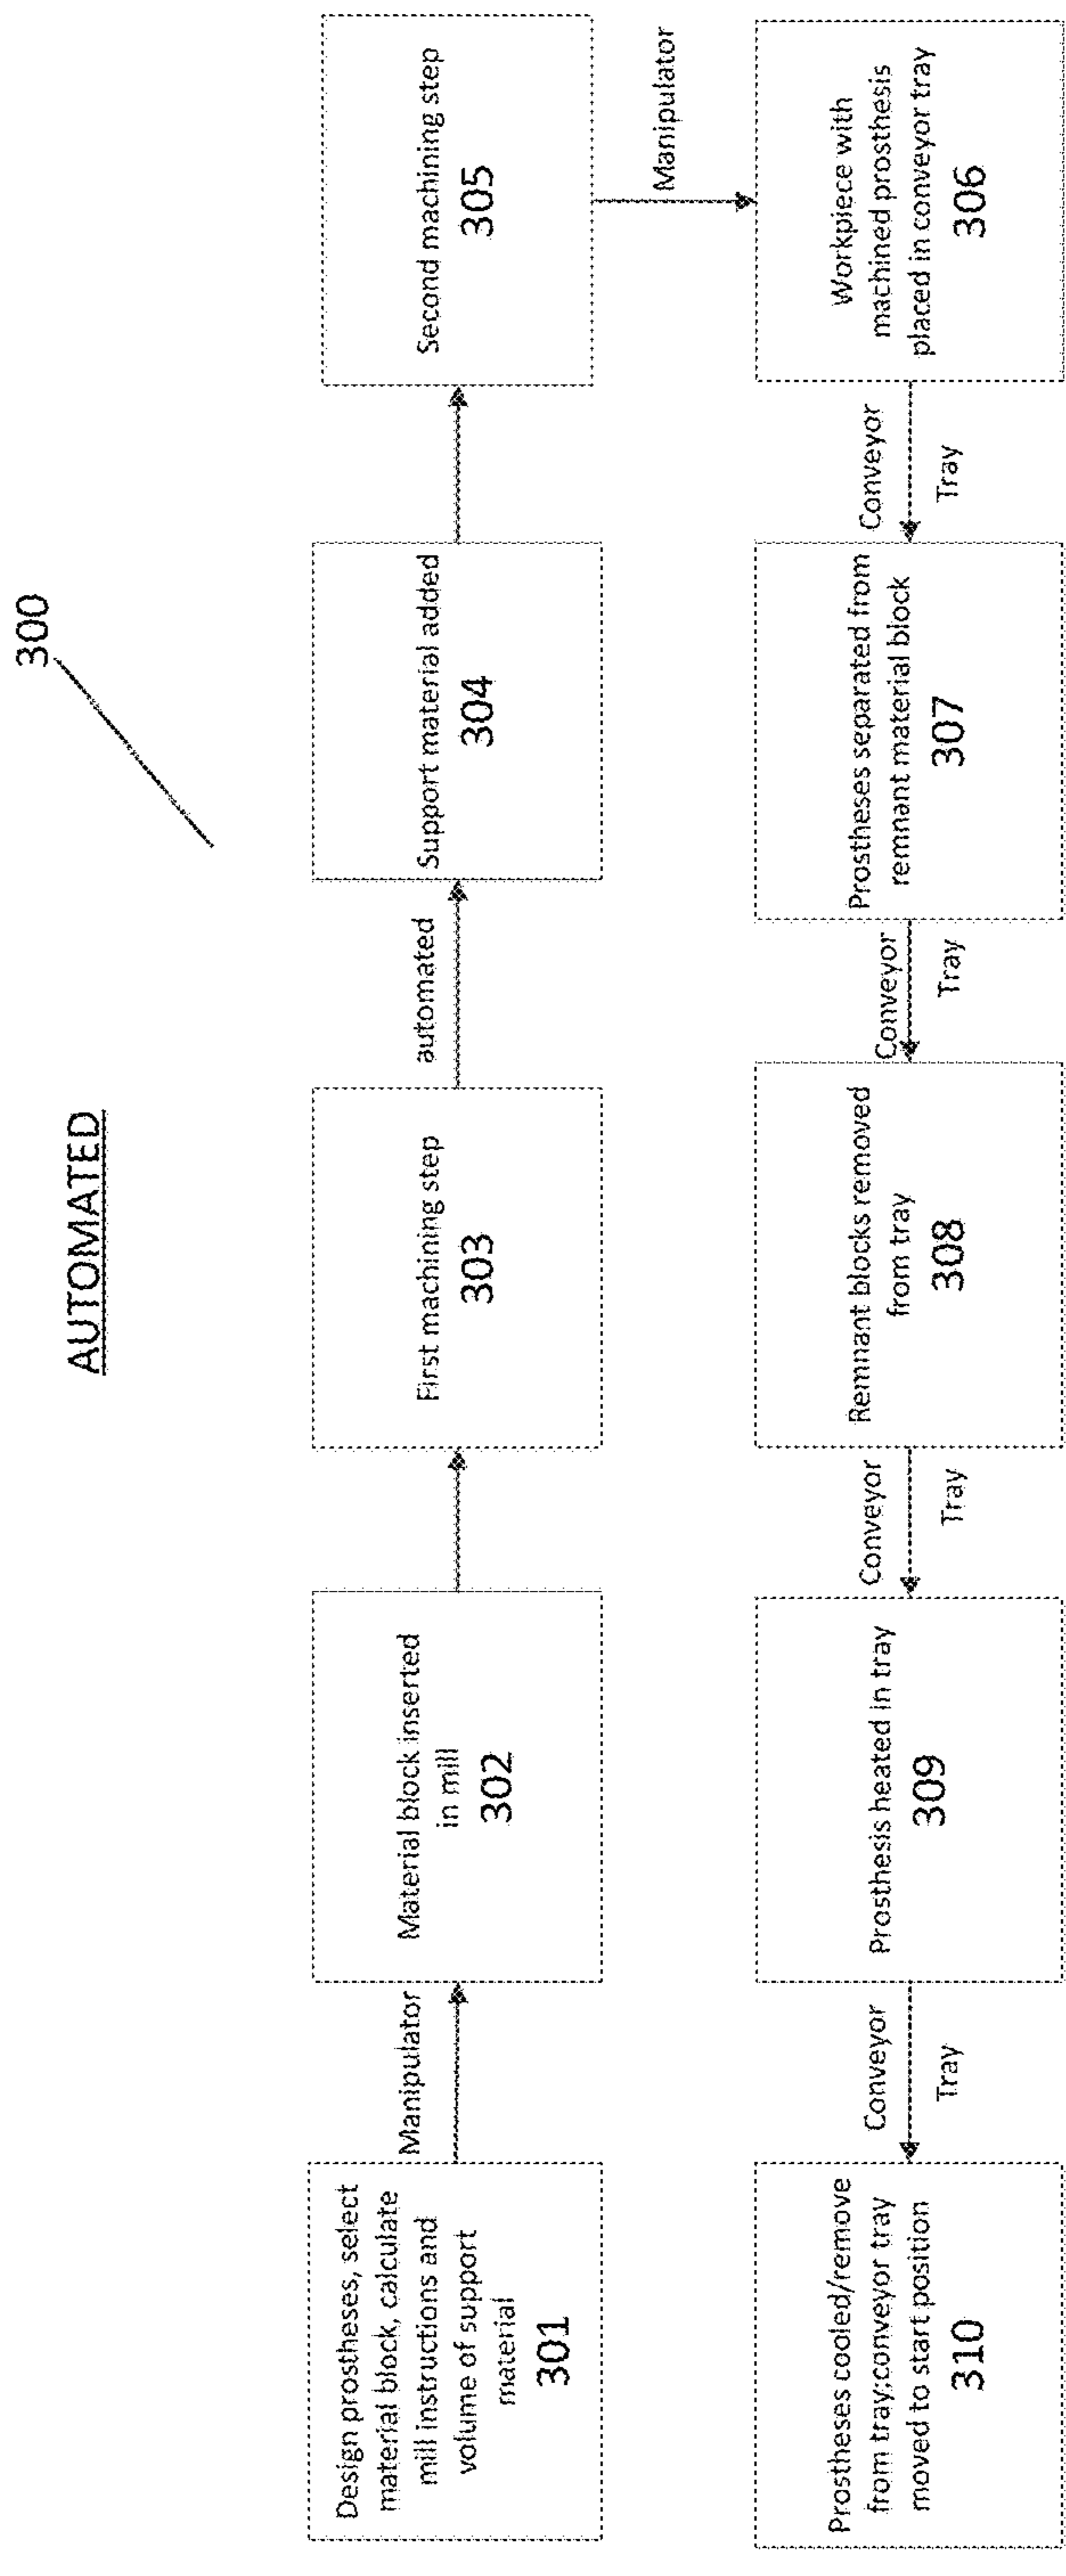 AUTOMATED
300
Design prostheses, select
material block, calculate
mill instructions and
volume of support
material
301
Manipulator
Material block inserted
in mill
302
First machining step
303
automated
Support material added
304
Second machining step
305
Manipulator
Workpiece with
machined prosthesis
placed in conveyor tray
306
Conveyor
Tray
Prostheses separated from
remnant material block
307
Conveyor
Tray
Remnant blocks removed
from tray
308
Conveyor
Tray
Prosthesis heated in tray
309
Conveyor
Tray
Prostheses cooled/remove
from tray;conveyor tray
moved to start position
310